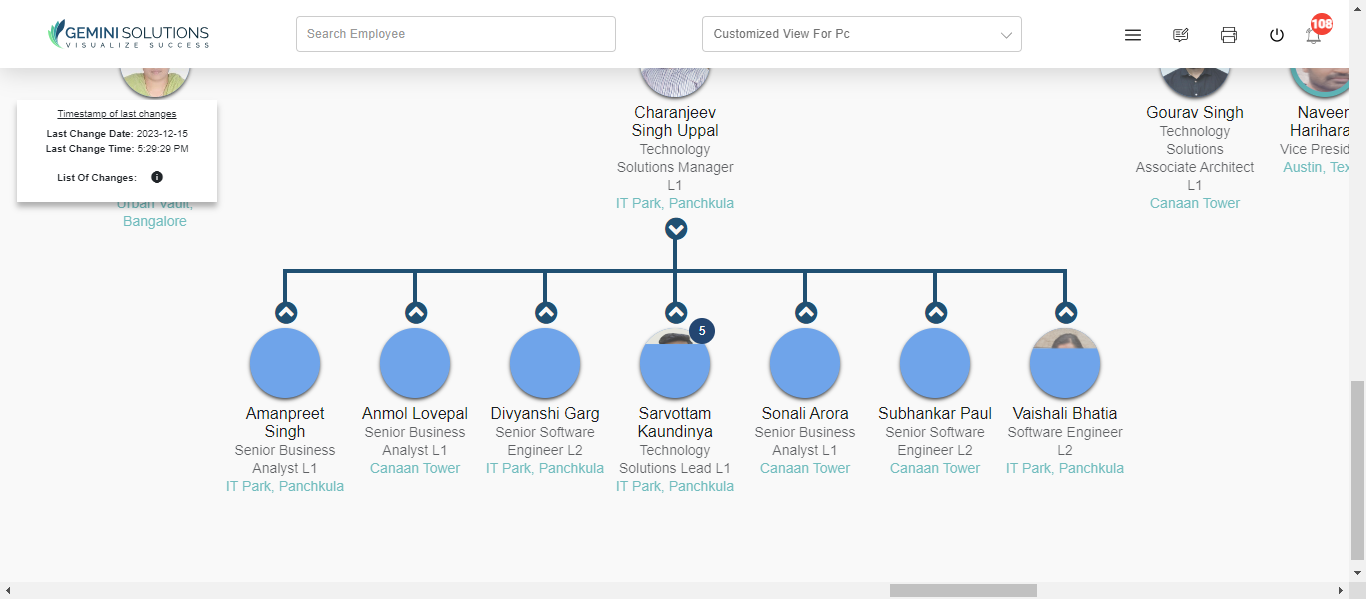 GEMINI SOLUTIONS
VISUALIZE SUCCESS
Search Employee
Customized View For Pc
108
Timestamp of last changes
Last Change Date: 2023-12-15
Last Change Time: 5:29:29 PM
List Of Changes:
Urban Vault,
Bangalore
Charanjeev
Singh Uppal
Technology
Solutions Manager
L1
IT Park, Panchkula
Gourav Singh
Technology
Solutions
Associate Architect
L1
Canaan Tower
Naveen
Harihara
Vice Presid
Austin, Tex
5
Amanpreet
Singh
Senior Business
Analyst L1
IT Park, Panchkula
Anmol Lovepal
Senior Business
Analyst L1
Canaan Tower
Divyanshi Garg
Senior Software
Engineer L2
IT Park, Panchkula
Sarvottam
Kaundinya
Technology
Solutions Lead L1
IT Park, Panchkula
Sonali Arora
Senior Business
Analyst L1
Canaan Tower
Subhankar Paul
Senior Software
Engineer L2
Canaan Tower
Vaishali Bhatia
Software Engineer
L2
IT Park, Panchkula